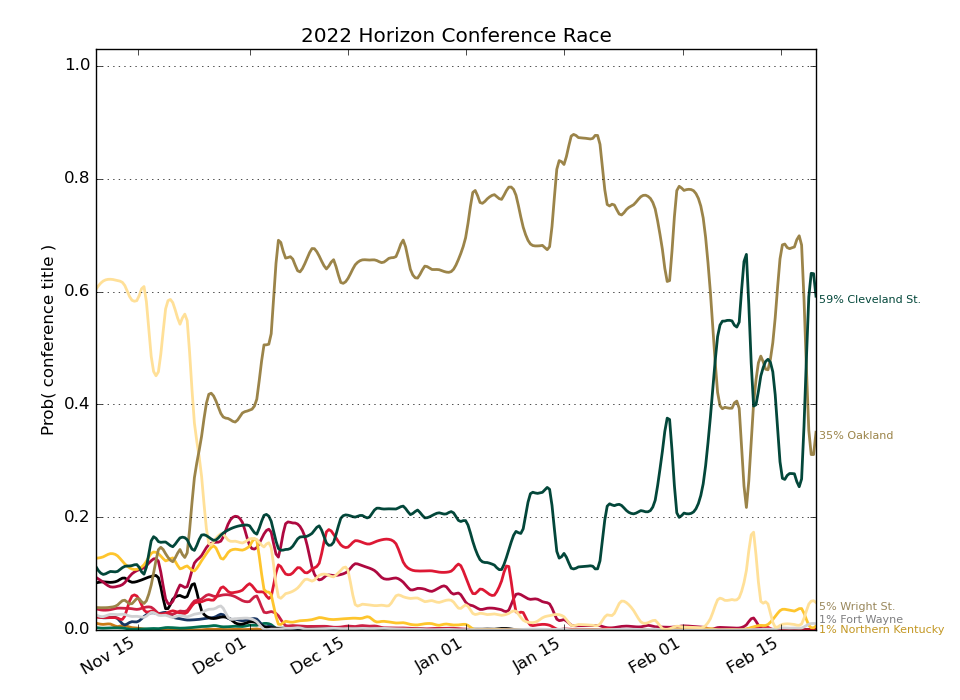 2022 Horizon Conference Race
Prob( conference title )
1.0
0.8
0.6
0.4
0.2
0.0
59% Cleveland St.
35% Oakland
5% Wright St.
1% Fort Wayne
1% Northern Kentucky
Nov 15
Dec 01
Dec 15
Jan 01
Jan 15
Feb 01
Feb 15